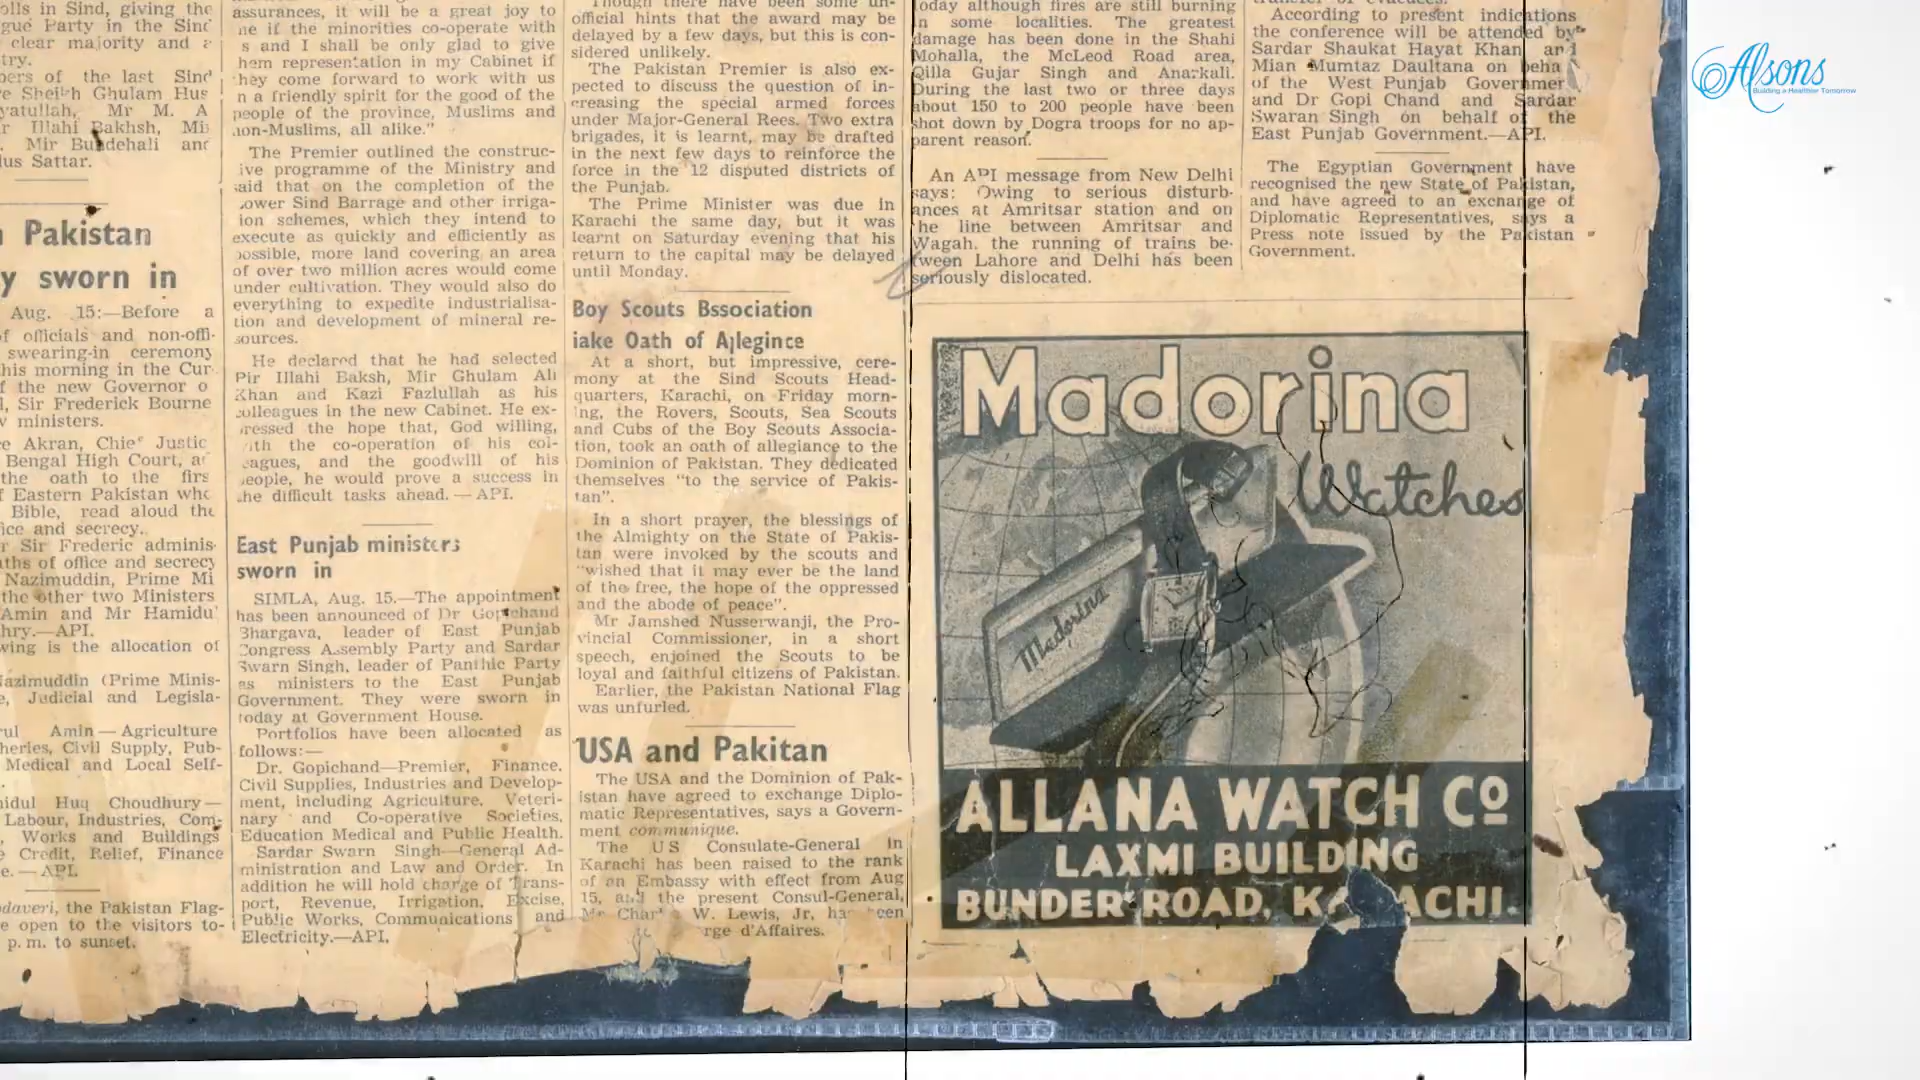 olls in Sind, giving the
gue Party in the Sind
clear majority and
try.
bers of the last Sind
e Sheikh Ghulam Hus
yatullah, Mr M. A
r Illahi Bakhsh, Mi
Mir Bundehali and
lus Sattar.
Pakistan
y sworn in
Aug. 15:—Before a
f officials and non-offi-
swearing-in ceremony
his morning in the Cur
f the new Governor o
l, Sir Frederick Bourne
w ministers.
ce Akran, Chief Justic
Bengal High Court, a
the oath to the firs
f Eastern Pakistan who
Bible, read aloud the
fice and secrecy.
r Sir Frederic adminis-
ths of office and secrecy
Nazimuddin, Prime Mi
the other two Ministers
Amin and Mr Hamidu'
hry.—API.
wing is the allocation of
Nazimuddin (Prime Minis-
e, Judicial and Legisla-
rul Amin—Agriculture
heries, Civil Supply, Pub-
Medical and Local Self-
nidul Huq Choudhury—
Labour, Industries, Com-
Works and Buildings
e Credit, Relief, Finance
e.—API.
daveri, the Pakistan Flag-
e open to the visitors to-
p.m. to sunset.
assurances, it will be a great joy to
me if the minorities co-operate with
s and I shall be only glad to give
hem representation in my Cabinet if
hey come forward to work with us
n a friendly spirit for the good of the
people of the province, Muslims and
non-Muslims, all alike."
The Premier outlined the construc-
ive programme of the Ministry and
said that on the completion of the
Lower Sind Barrage and other irriga-
ion schemes, which they intend to
execute as quickly and efficiently as
possible, more land covering an area
of over two million acres would come
under cultivation. They would also do
everything to expedite industrialisa-
tion and development of mineral re-
sources.
He declared that he had selected
Pir Illahi Baksh, Mir Ghulam Ali
Khan and Kazi Fazlullah as his
colleagues in the new Cabinet. He ex-
pressed the hope that, God willing,
with the co-operation of his col-
eagues, and the goodwill of his
people, he would prove a success in
the difficult tasks ahead.—API.
East Punjab ministers
sworn in
SIMLA, Aug. 15.—The appointment
has been announced of Dr Gopichand
Bhargava, leader of East Punjab
Congress Assembly Party and Sardar
Swarn Singh, leader of Panthic Party
as ministers to the East Punjab
Government. They were sworn in
today at Government House.
Portfolios have been allocated as
follows:—
Dr. Gopichand—Premier, Finance,
Civil Supplies, Industries and Develop-
ment, including Agriculture, Veteri-
nary and Co-operative Societies,
Education Medical and Public Health.
Sardar Swarn Singh—General Ad-
ministration and Law and Order. In
addition he will hold charge of Trans-
port, Revenue, Irrigation, Excise,
Public Works, Communications and
Electricity.—API.
Though there have been some un-
official hints that the award may be
delayed by a few days, but this is con-
sidered unlikely.
The Pakistan Premier is also ex-
pected to discuss the question of in-
creasing the special armed forces
under Major-General Rees. Two extra
brigades, it is learnt, may be drafted
in the next few days to reinforce the
force in the 12 disputed districts of
the Punjab.
The Prime Minister was due in
Karachi the same day, but it was
learnt on Saturday evening that his
return to the capital may be delayed
until Monday.
Boy Scouts Bssociation
iake Oath of Allegince
At a short, but impressive, cere-
mony at the Sind Scouts Head-
quarters, Karachi, on Friday morn-
ing, the Rovers, Scouts, Sea Scouts
and Cubs of the Boy Scouts Associa-
tion, took an oath of allegiance to the
Dominion of Pakistan. They dedicated
themselves "to the service of Pakis-
tan".
In a short prayer, the blessings of
the Almighty on the State of Pakis-
tan were invoked by the scouts and
"wished that it may ever be the land
of the free, the hope of the oppressed
and the abode of peace".
Mr Jamshed Nusserwanji, the Pro-
vincial Commissioner, in a short
speech, enjoined the Scouts to be
loyal and faithful citizens of Pakistan.
Earlier, the Pakistan National Flag
was unfurled.
USA and Pakitan
The USA and the Dominion of Pak-
istan have agreed to exchange Diplo-
matic Representatives, says a Govern-
ment communique.
The US Consulate-General in
Karachi has been raised to the rank
of an Embassy with effect from Aug
15, and the present Consul-General,
Mr Char W. Lewis, Jr, has been
rge d'Affaires.
oday although fires are still burning
in some localities. The greatest
damage has been done in the Shahi
Mohalla, the McLeod Road area,
Qilla Gujar Singh and Anarkali.
During the last two or three days
about 150 to 200 people have been
shot down by Dogra troops for no ap-
parent reason.
An API message from New Delhi
says: Owing to serious disturb-
ances at Amritsar station and on
the line between Amritsar and
Wagah, the running of trains be-
tween Lahore and Delhi has been
seriously dislocated.
transfer of evacuees.
According to present indications
the conference will be attended by
Sardar Shaukat Hayat Khan and
Mian Mumtaz Daultana on beha
of the West Punjab Governmer
and Dr Gopi Chand and Sardar
Swaran Singh on behalf of the
East Punjab Government.—API.
The Egyptian Government have
recognised the new State of Pakistan,
and have agreed to an exchange of
Diplomatic Representatives, says a
Press note issued by the Pakistan
Government.
Madorina
Watches
Madorina
ALLANA WATCH CO
LAXMI BUILDING
BUNDER ROAD, KA ACHI.
Alsons
Building a Healthier Tomorrow